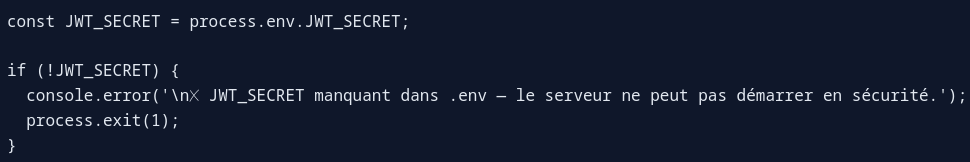 const JWT_SECRET = process.env.JWT_SECRET;
if (!JWT_SECRET) {
console.error('\n✕ JWT_SECRET manquant dans .env — le serveur ne peut pas démarrer en sécurité.');
process.exit(1);
}